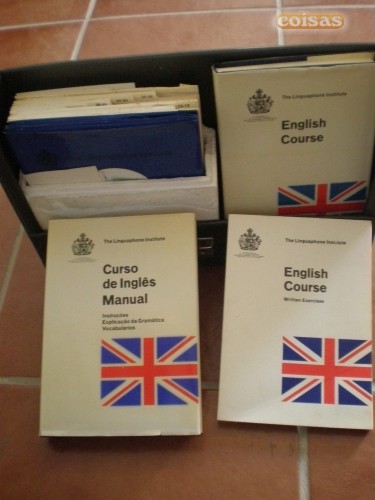 coisas
The Linguaphone Institute
English
Course
The Linguaphone Institute
Curso
de Inglês
Manual
Instruções
Explicação da Gramática
Vocabulários
The Linguaphone Institute
English
Course
Written Exercises